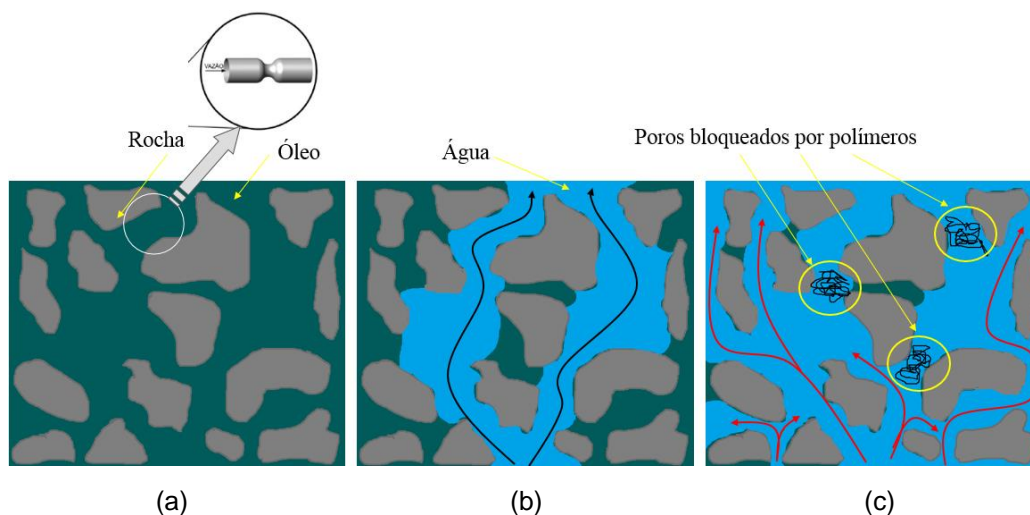 VAZÃO
Rocha
Óleo
Água
Poros bloqueados por polímeros
(a)
(b)
(c)